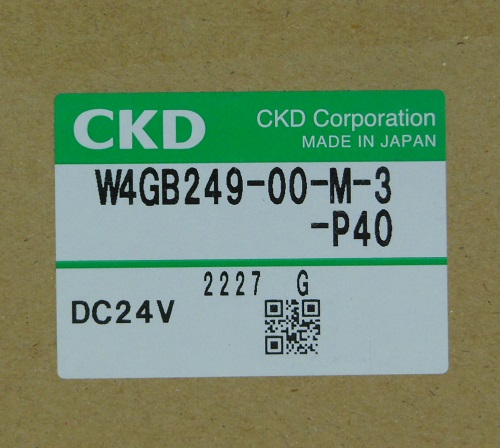 CKD
CKD Corporation
MADE IN JAPAN
W4GB249-00-M-3
-P40
2227 G
DC24V